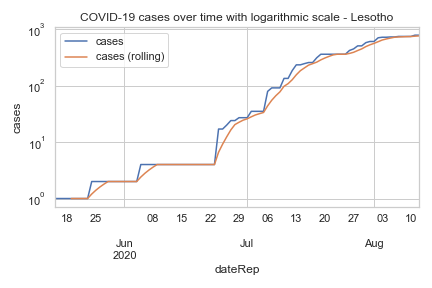 COVID-19 cases over time with logarithmic scale - Lesotho
cases
cases (rolling)
10³
10²
10¹
10⁰
cases
18 25 08 15 22 29 06 13 20 27 03 10
Jun Jul Aug
2020
dateRep